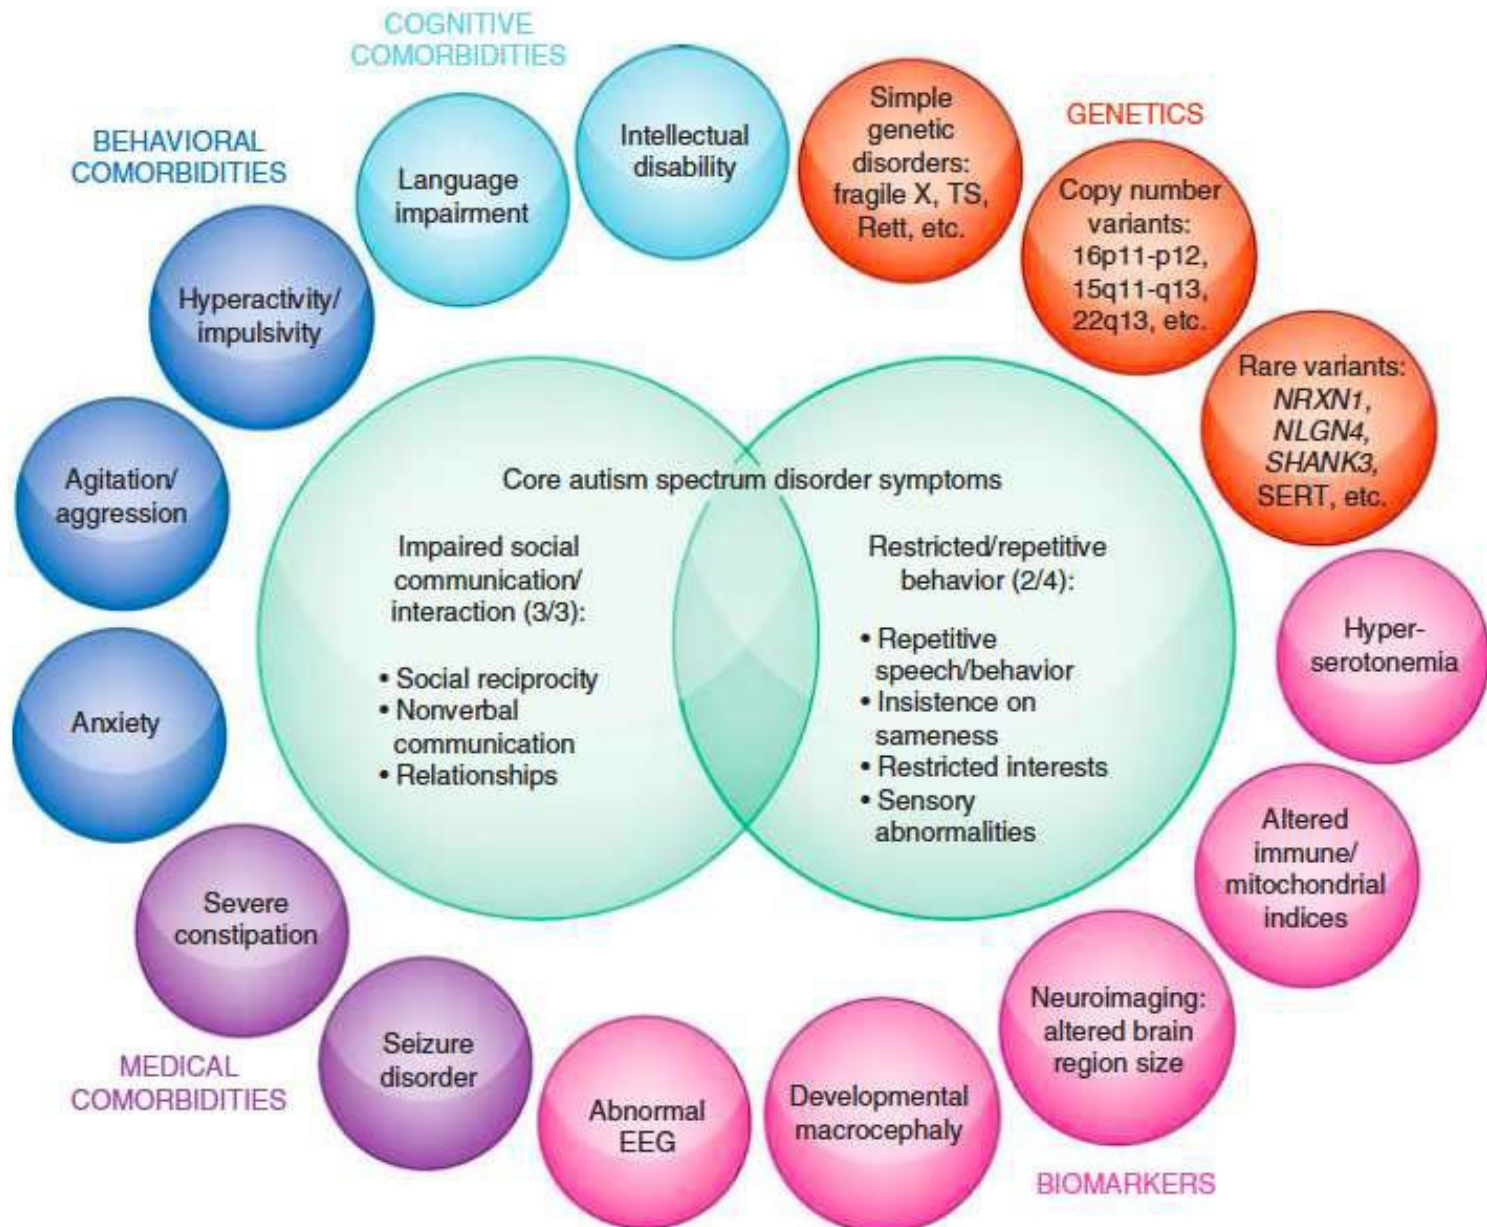 COGNITIVE
COMORBIDITIES
BEHAVIORAL
COMORBIDITIES
GENETICS
Language
impairment
Intellectual
disability
Simple
genetic
disorders:
fragile X, TS,
Rett, etc.
Copy number
variants:
16p11-p12,
15q11-q13,
22q13, etc.
Rare variants:
NRXN1,
NLGN4,
SHANK3,
SERT, etc.
Hyperactivity/
impulsivity
Agitation/
aggression
Anxiety
Core autism spectrum disorder symptoms
Impaired social
communication/
interaction (3/3):
• Social reciprocity
• Nonverbal
communication
• Relationships
Restricted/repetitive
behavior (2/4):
• Repetitive
speech/behavior
• Insistence on
sameness
• Restricted interests
• Sensory
abnormalities
Hyper-
serotonemia
Altered
immune/
mitochondrial
indices
Neuroimaging:
altered brain
region size
Developmental
macrocephaly
Abnormal
EEG
BIOMARKERS
Severe
constipation
Seizure
disorder
MEDICAL
COMORBIDITIES